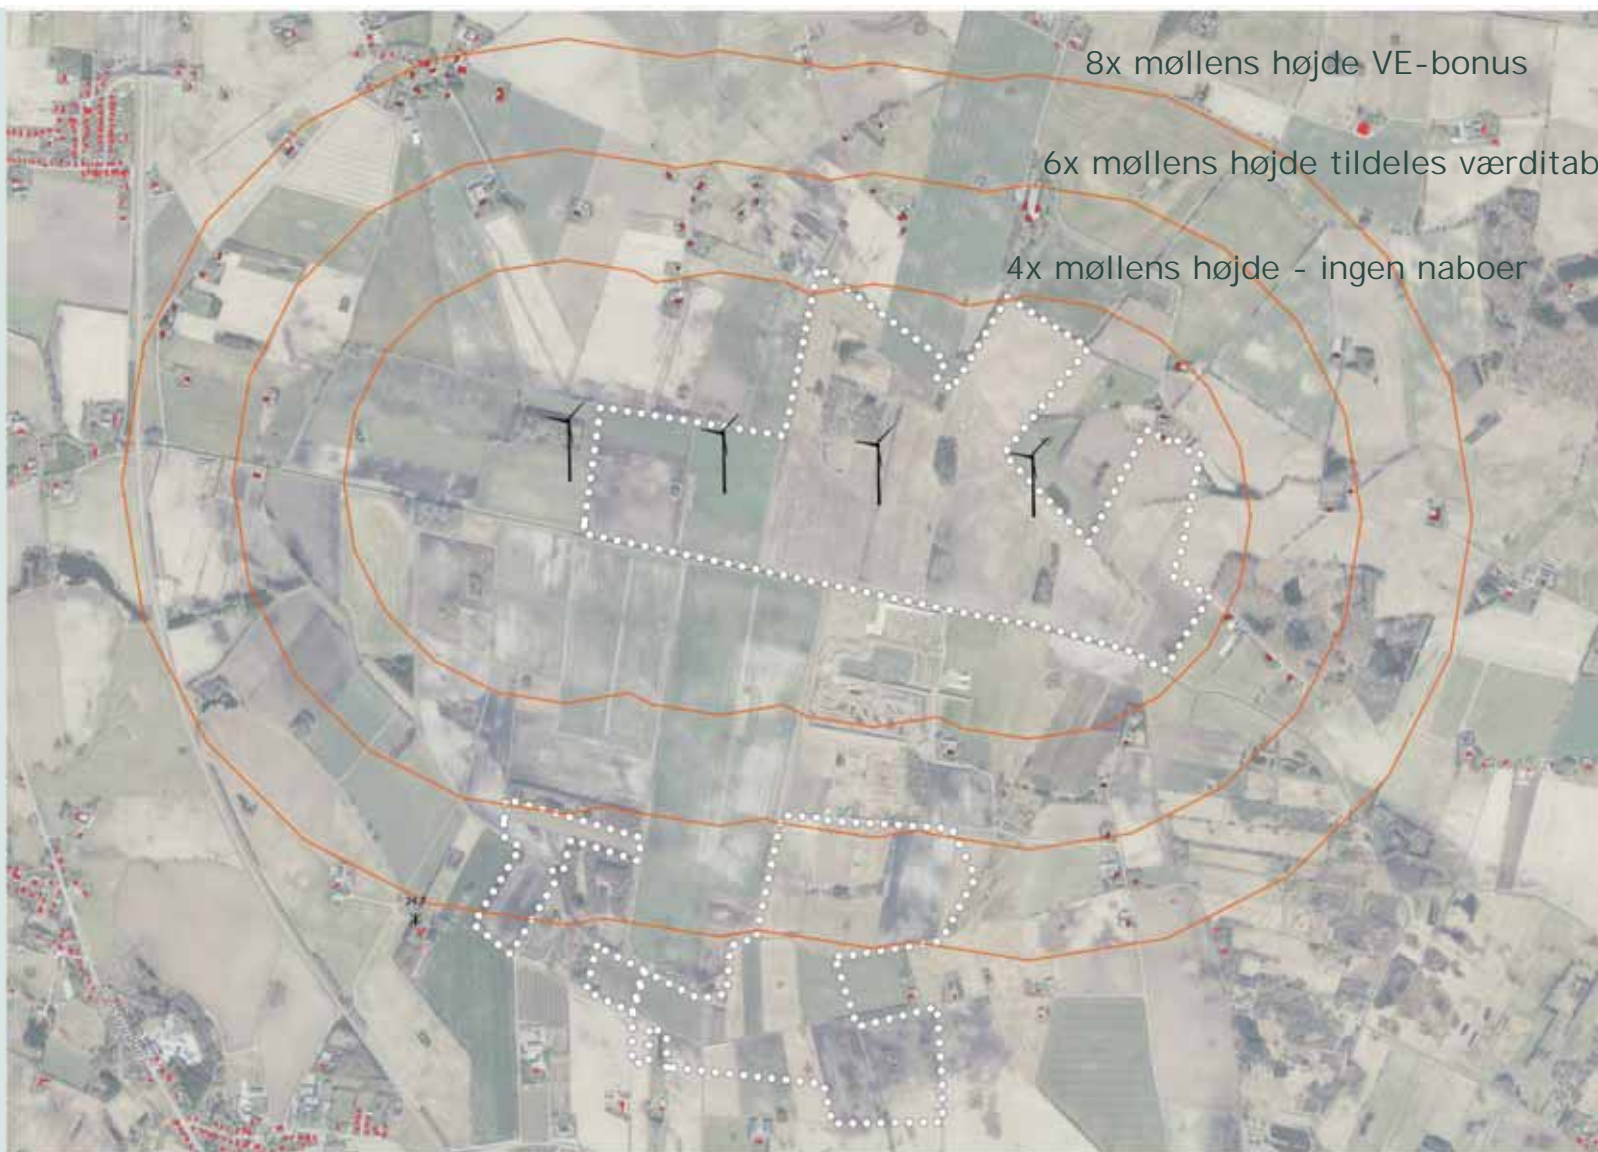 8x møllens højde VE-bonus
6x møllens højde tildeles værditab
4x møllens højde - ingen naboer